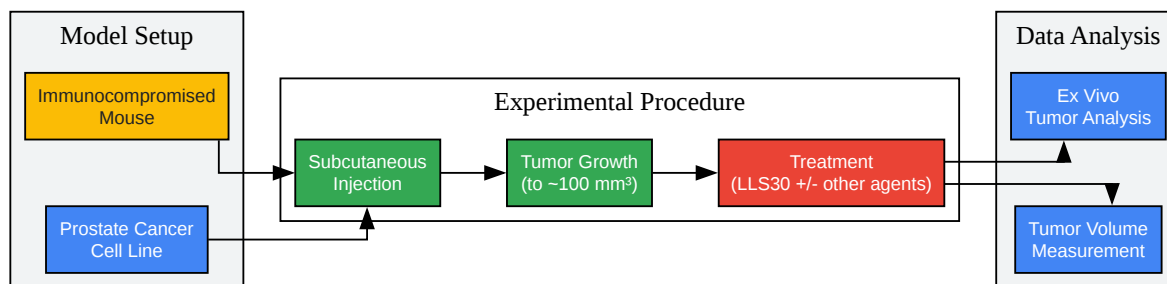 Model Setup
Immunocompromised
Mouse
Prostate Cancer
Cell Line
Experimental Procedure
Subcutaneous
Injection
Tumor Growth
(to ~100 mm³)
Treatment
(LLS30 +/- other agents)
Data Analysis
Ex Vivo
Tumor Analysis
Tumor Volume
Measurement